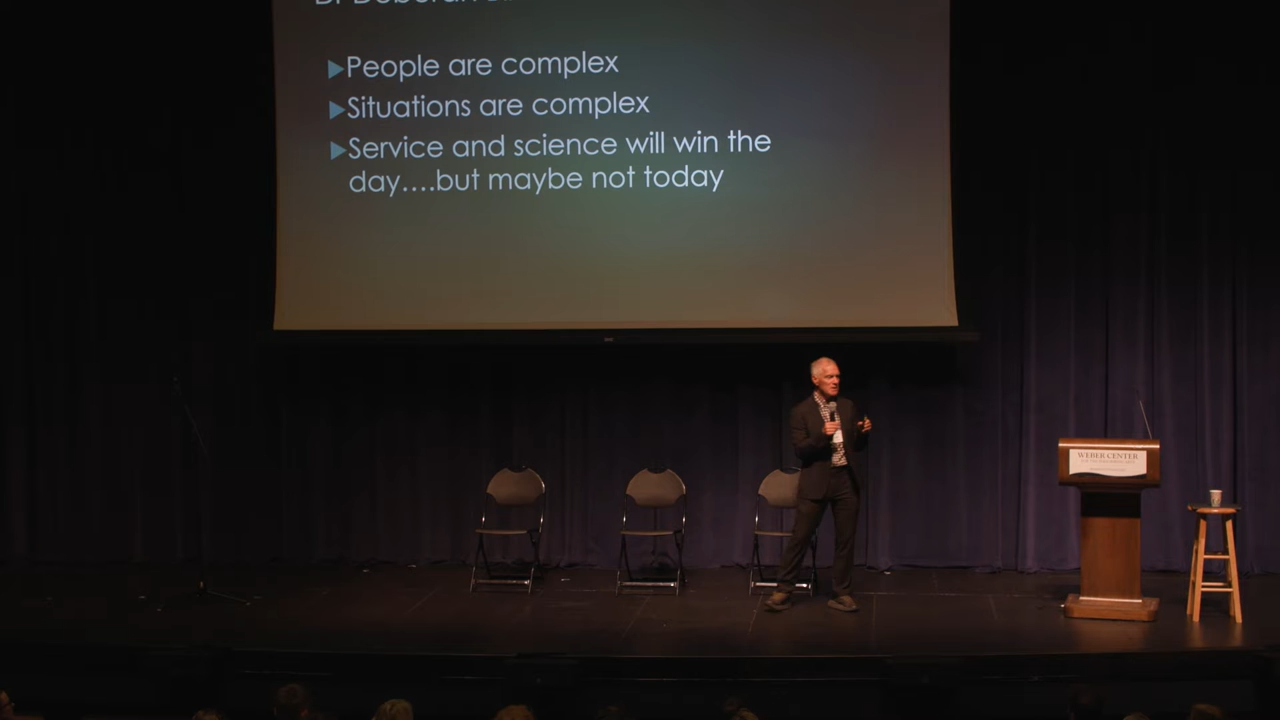 ▶People are complex
▶Situations are complex
▶Service and science will win the
day....but maybe not today
WEBER CENTER